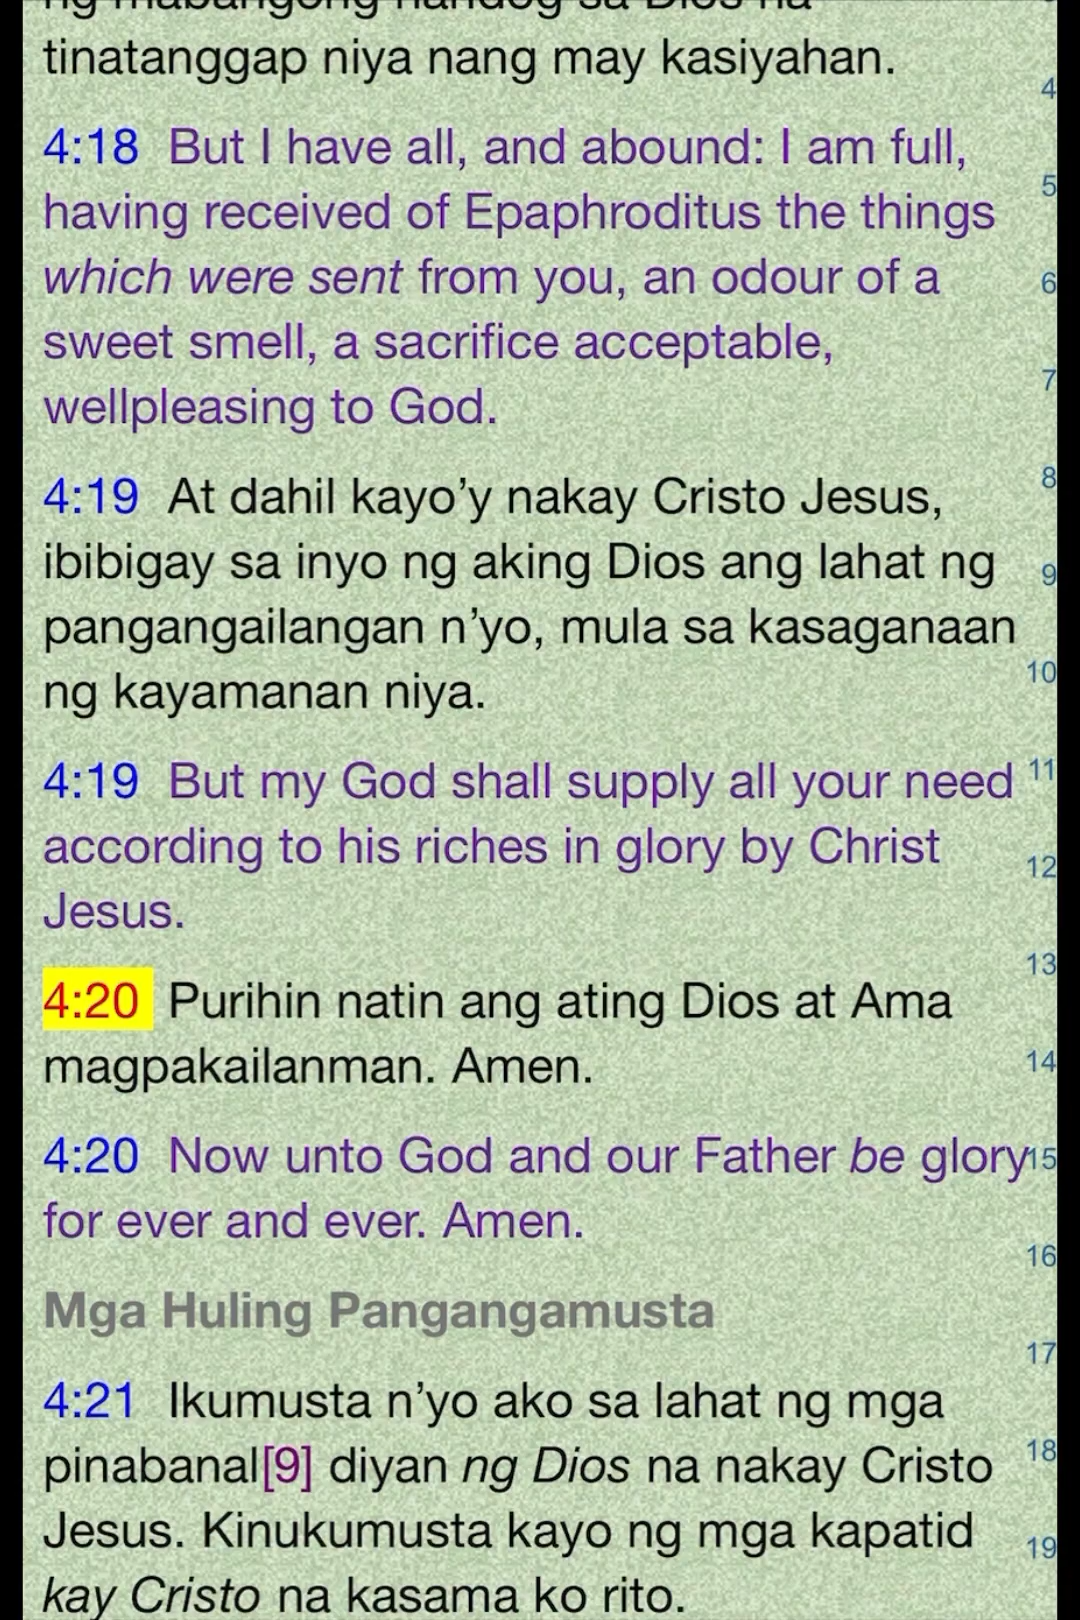 ng mabangong handog sa Dios na
tinatanggap niya nang may kasiyahan.
4
4:18 But I have all, and abound: I am full,
5
having received of Epaphroditus the things
which were sent from you, an odour of a
6
sweet smell, a sacrifice acceptable,
7
wellpleasing to God.
8
4:19 At dahil kayo’y nakay Cristo Jesus,
ibibigay sa inyo ng aking Dios ang lahat ng
9
pangangailangan n’yo, mula sa kasaganaan
10
ng kayamanan niya.
4:19 But my God shall supply all your need
11
according to his riches in glory by Christ
12
Jesus.
13
4:20 Purihin natin ang ating Dios at Ama
magpakailanman. Amen.
14
4:20 Now unto God and our Father be glory
15
for ever and ever. Amen.
16
Mga Huling Pangangamusta
17
4:21 Ikumusta n’yo ako sa lahat ng mga
pinabanal[9] diyan ng Dios na nakay Cristo
18
Jesus. Kinukumusta kayo ng mga kapatid
19
kay Cristo na kasama ko rito.